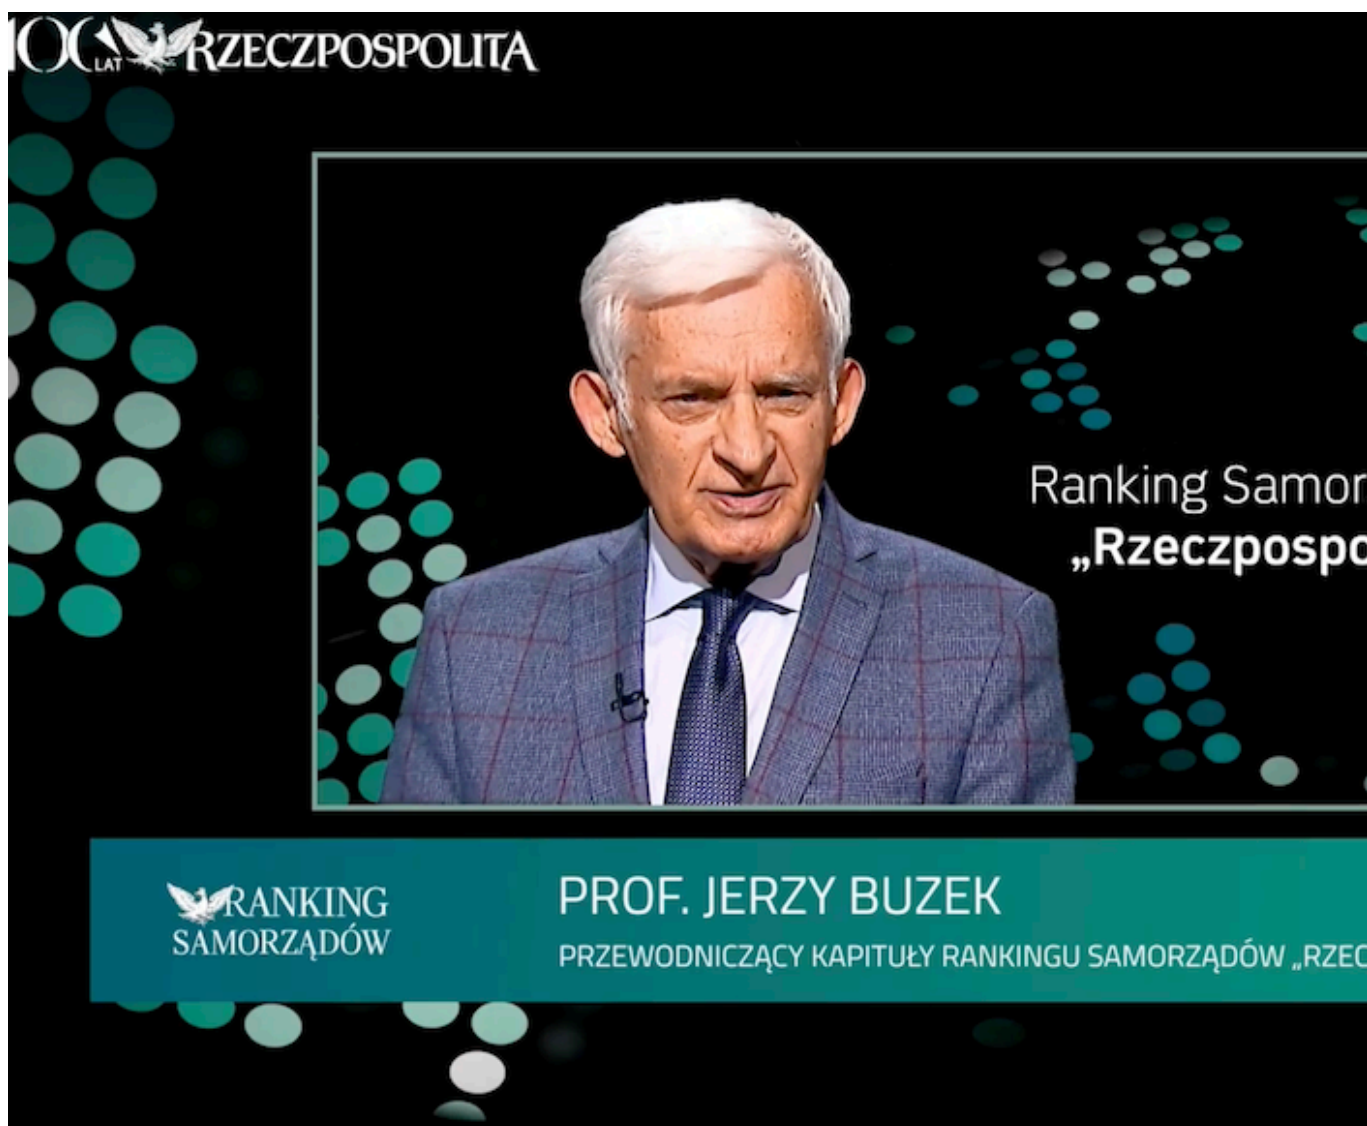 100 LAT RZECZPOSPOLITA
Ranking Samor
„Rzeczpospo
RANKING
SAMORZĄDÓW
PROF. JERZY BUZEK
PRZEWODNICZĄCY KAPITUŁY RANKINGU SAMORZĄDÓW „RZEC